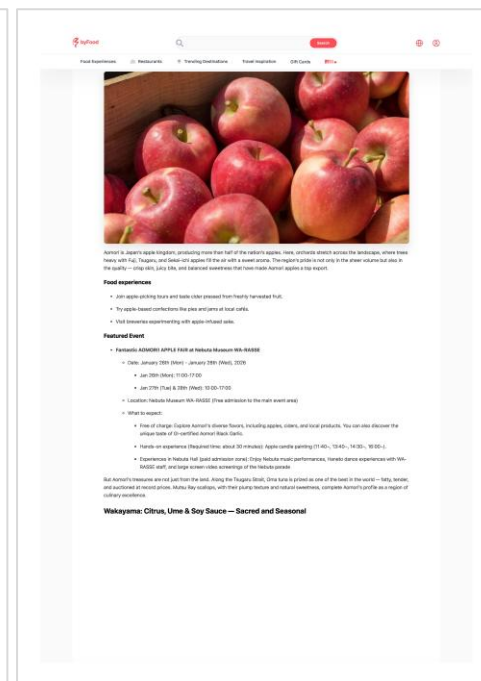 byFood
Search
Food Experiences
Restaurants
Trending Destinations
Travel Inspiration
Gift Cards
Aomori is Japan's apple kingdom, producing more than half of the nation's apples. Here, orchards stretch across the landscape, where trees
heavy with Fuji, Tsugaru, and Sekai-ichi apples fill the air with a sweet aroma. The region's pride is not only in the sheer volume but also in
the quality — crisp skin, juicy bite, and balanced sweetness that have made Aomori apples a top export.
Food experiences
Join apple-picking tours and taste cider pressed from freshly harvested fruit.
Try apple-based confections like pies and jams at local cafés.
Visit breweries experimenting with apple-infused sake.
Featured Event
Fantastic AOMORI APPLE FAIR at Nebuta Museum WA-RASSE
Date: January 26th (Mon) - January 28th (Wed), 2026
Jan 26th (Mon): 11:00-17:00
Jan 27th (Tue) & 28th (Wed): 10:00-17:00
Location: Nebuta Museum WA-RASSE (Free admission to the main event area)
What to expect:
Free of charge: Explore Aomori's diverse flavors, including apples, ciders, and local products. You can also discover the
unique taste of GI-certified Aomori Black Garlic.
Hands-on experience (Required time: about 30 minutes): Apple candle painting (11:40-, 13:40-, 14:30-, 16:00-).
Experiences in Nebuta Hall (paid admission zone): Enjoy Nebuta music performances, Haneto dance experiences with WA-
RASSE staff, and large screen video screenings of the Nebuta parade
But Aomori's treasures are not just from the land. Along the Tsugaru Strait, Oma tuna is prized as one of the best in the world — fatty, tender,
and auctioned at record prices. Mutsu Bay scallops, with their plump texture and natural sweetness, complete Aomori's profile as a region of
culinary excellence.
Wakayama: Citrus, Ume & Soy Sauce — Sacred and Seasonal